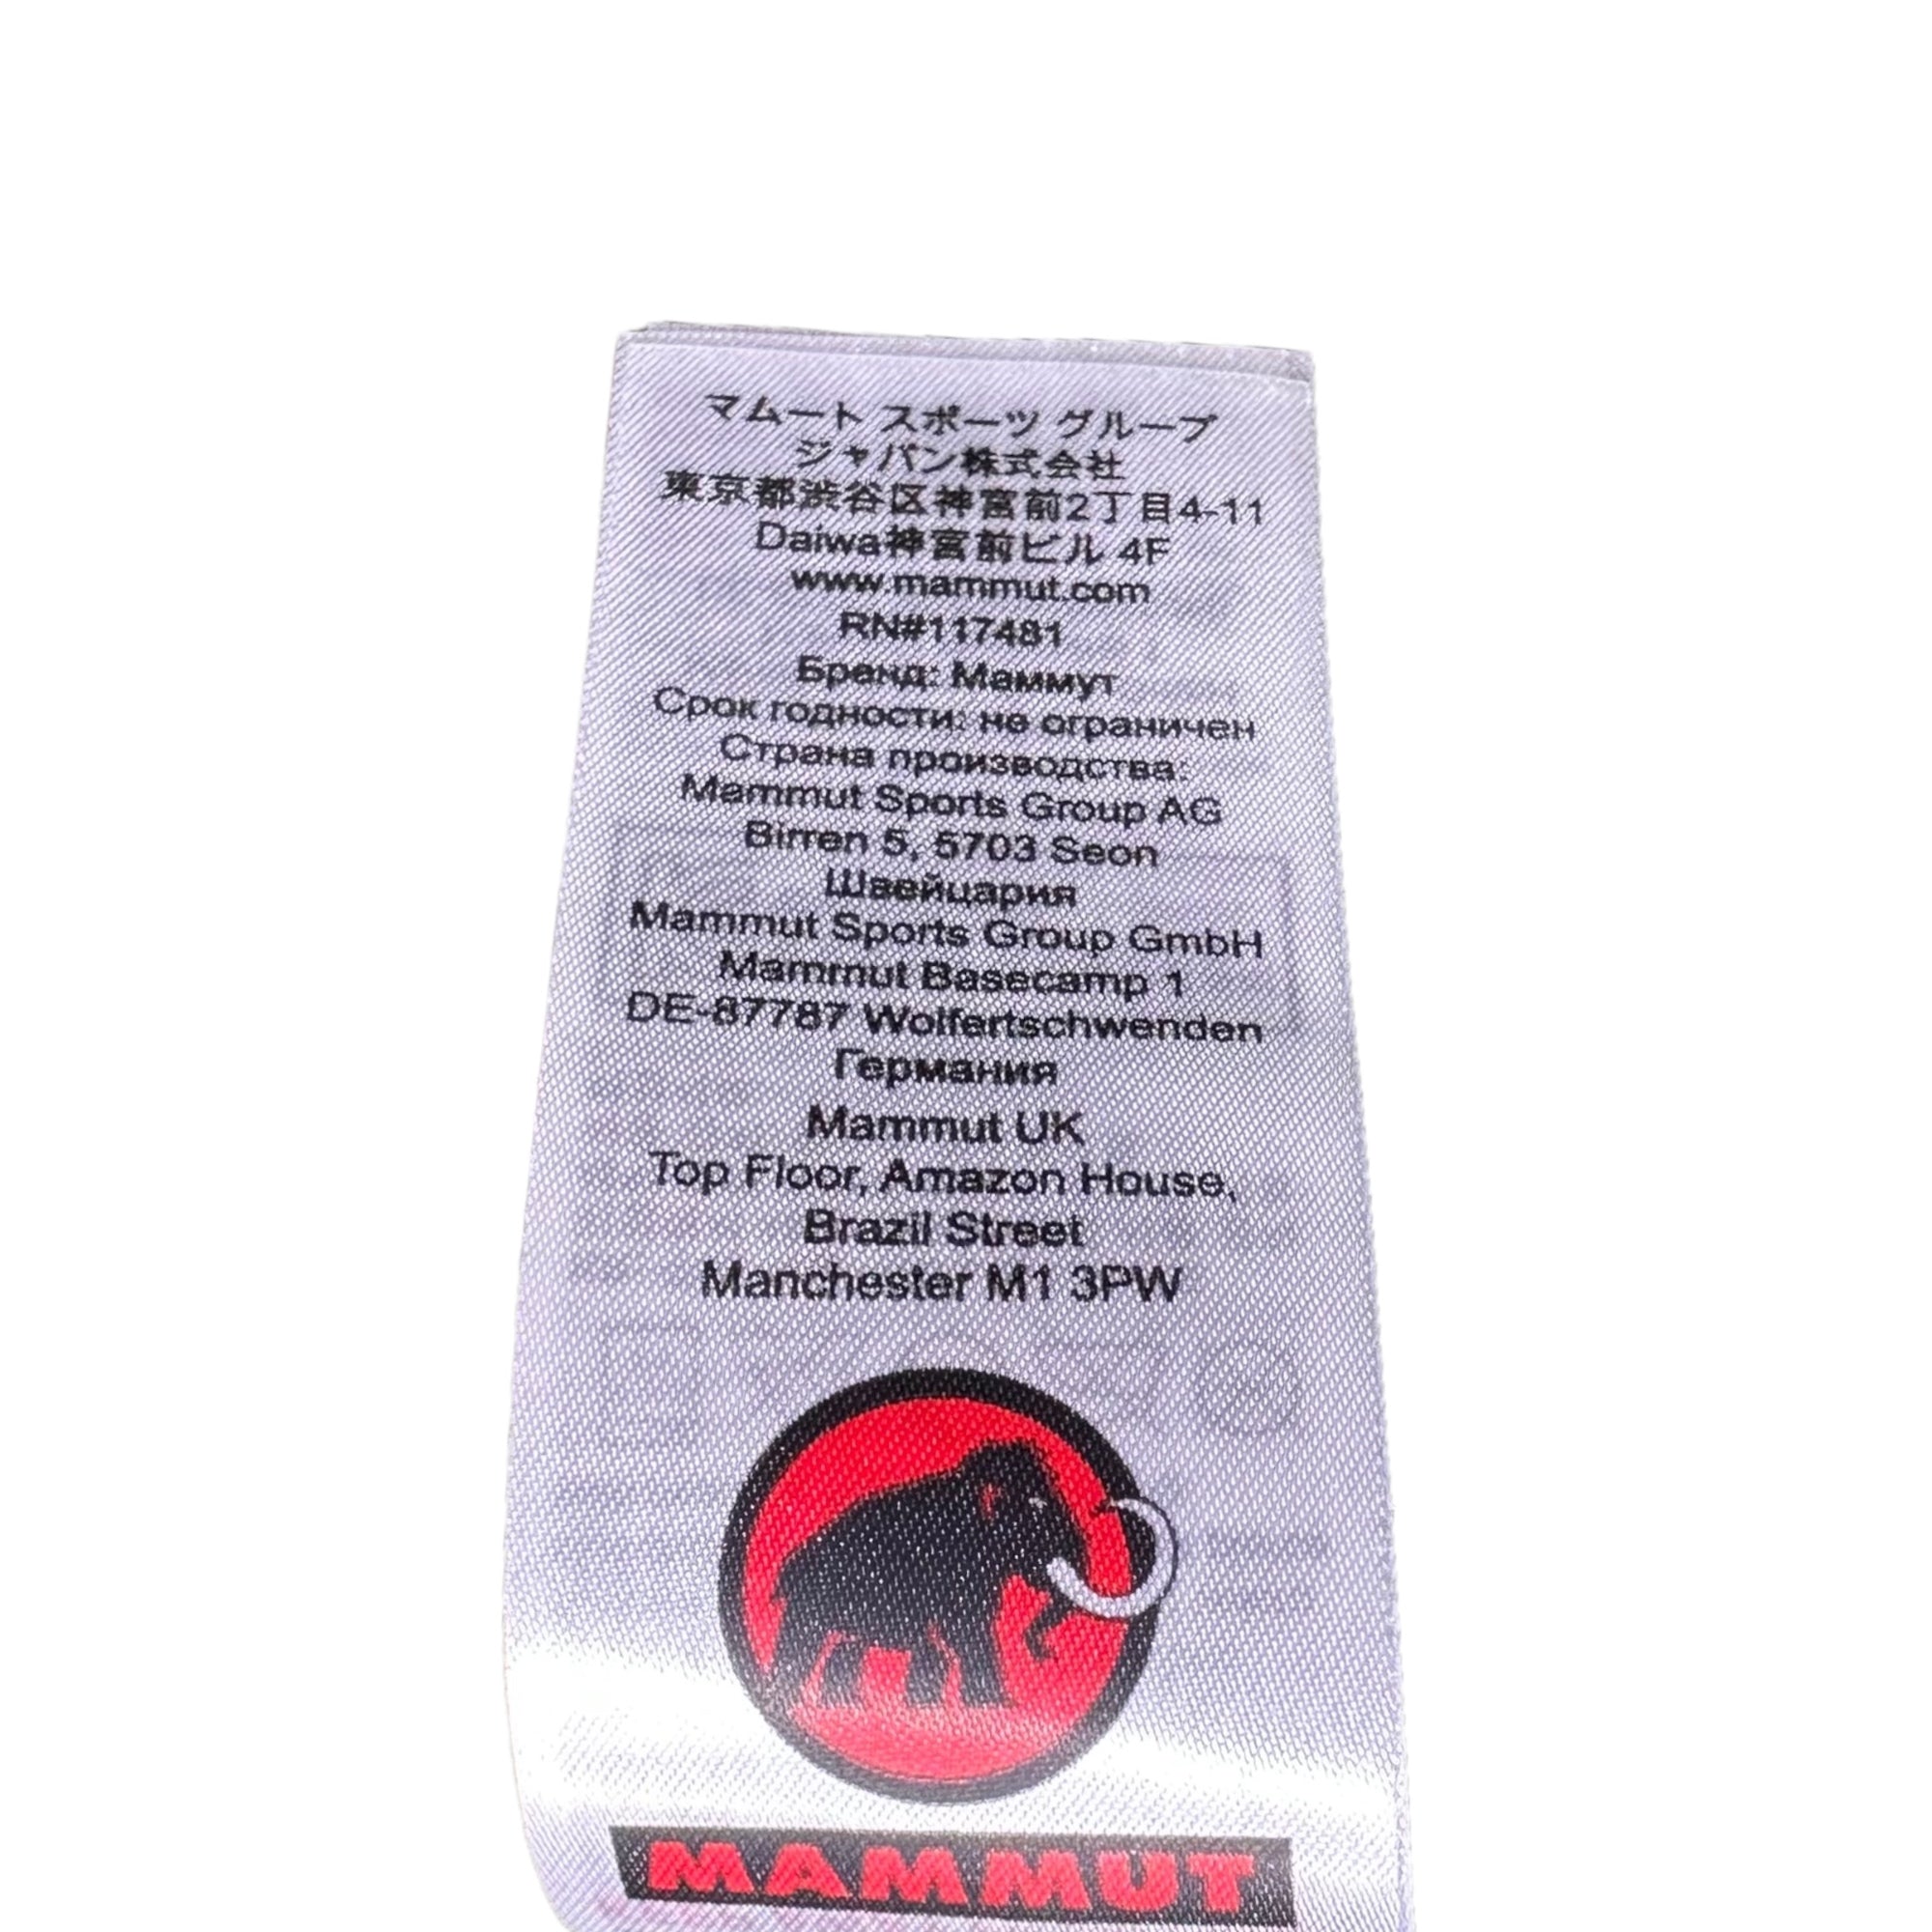 マムート スポーツ グループ
ジャパン株式会社
東京都渋谷区神宮前2丁目4-11
Daiwa神宮前ビル 4F
www.mammut.com
RN#117481
Бренд: Маммут
Срок годности: не ограничен
Страна производства:
Mammut Sports Group AG
Birren 5, 5703 Seon
Швейцария
Mammut Sports Group GmbH
Mammut Basecamp 1
DE-87787 Wolfertschwenden
Германия
Mammut UK
Top Floor, Amazon House,
Brazil Street
Manchester M1 3PW
MAMMUT